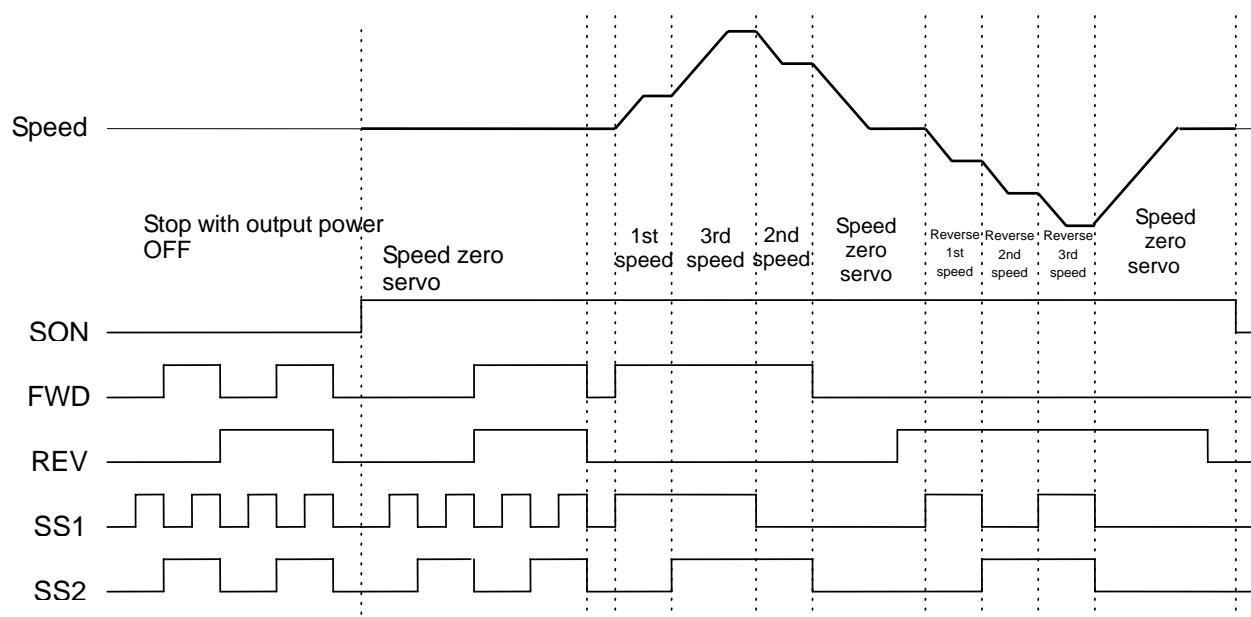 Speed
Stop with output power
OFF
Speed zero
servo
1st
speed
3rd
speed
2nd
speed
Speed
zero
servo
Reverse
1st
speed
Reverse
2nd
speed
Reverse
3rd
speed
Speed
zero
servo
SON
FWD
REV
SS1
SS2